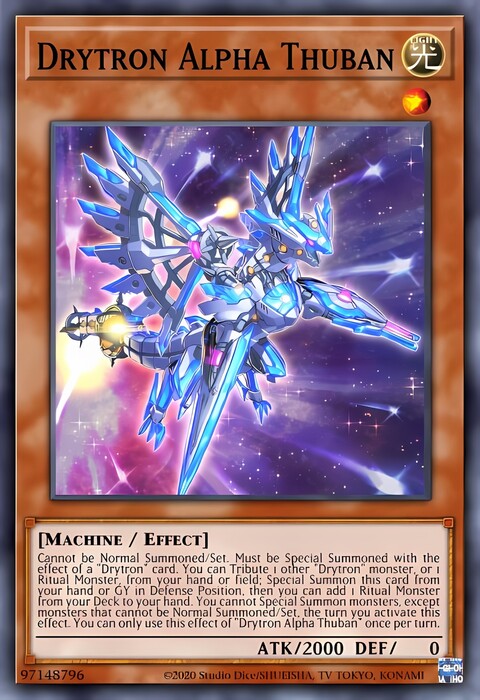 DRYTRON ALPHA THUBAN
LIGHT
光
[MACHINE / EFFECT]
Cannot be Normal Summoned/Set. Must be Special Summoned with the
effect of a "Drytron" card. You can Tribute 1 other "Drytron" monster, or 1
Ritual Monster, from your hand or field; Special Summon this card from
your hand or GY in Defense Position, then you can add 1 Ritual Monster
from your Deck to your hand. You cannot Special Summon monsters, except
monsters that cannot be Normal Summoned/Set, the turn you activate this
effect. You can only use this effect of "Drytron Alpha Thuban" once per turn.
ATK/2000 DEF/ 0
97148796 ©2020 Studio Dice/SHUEISHA, TV TOKYO, KONAMI